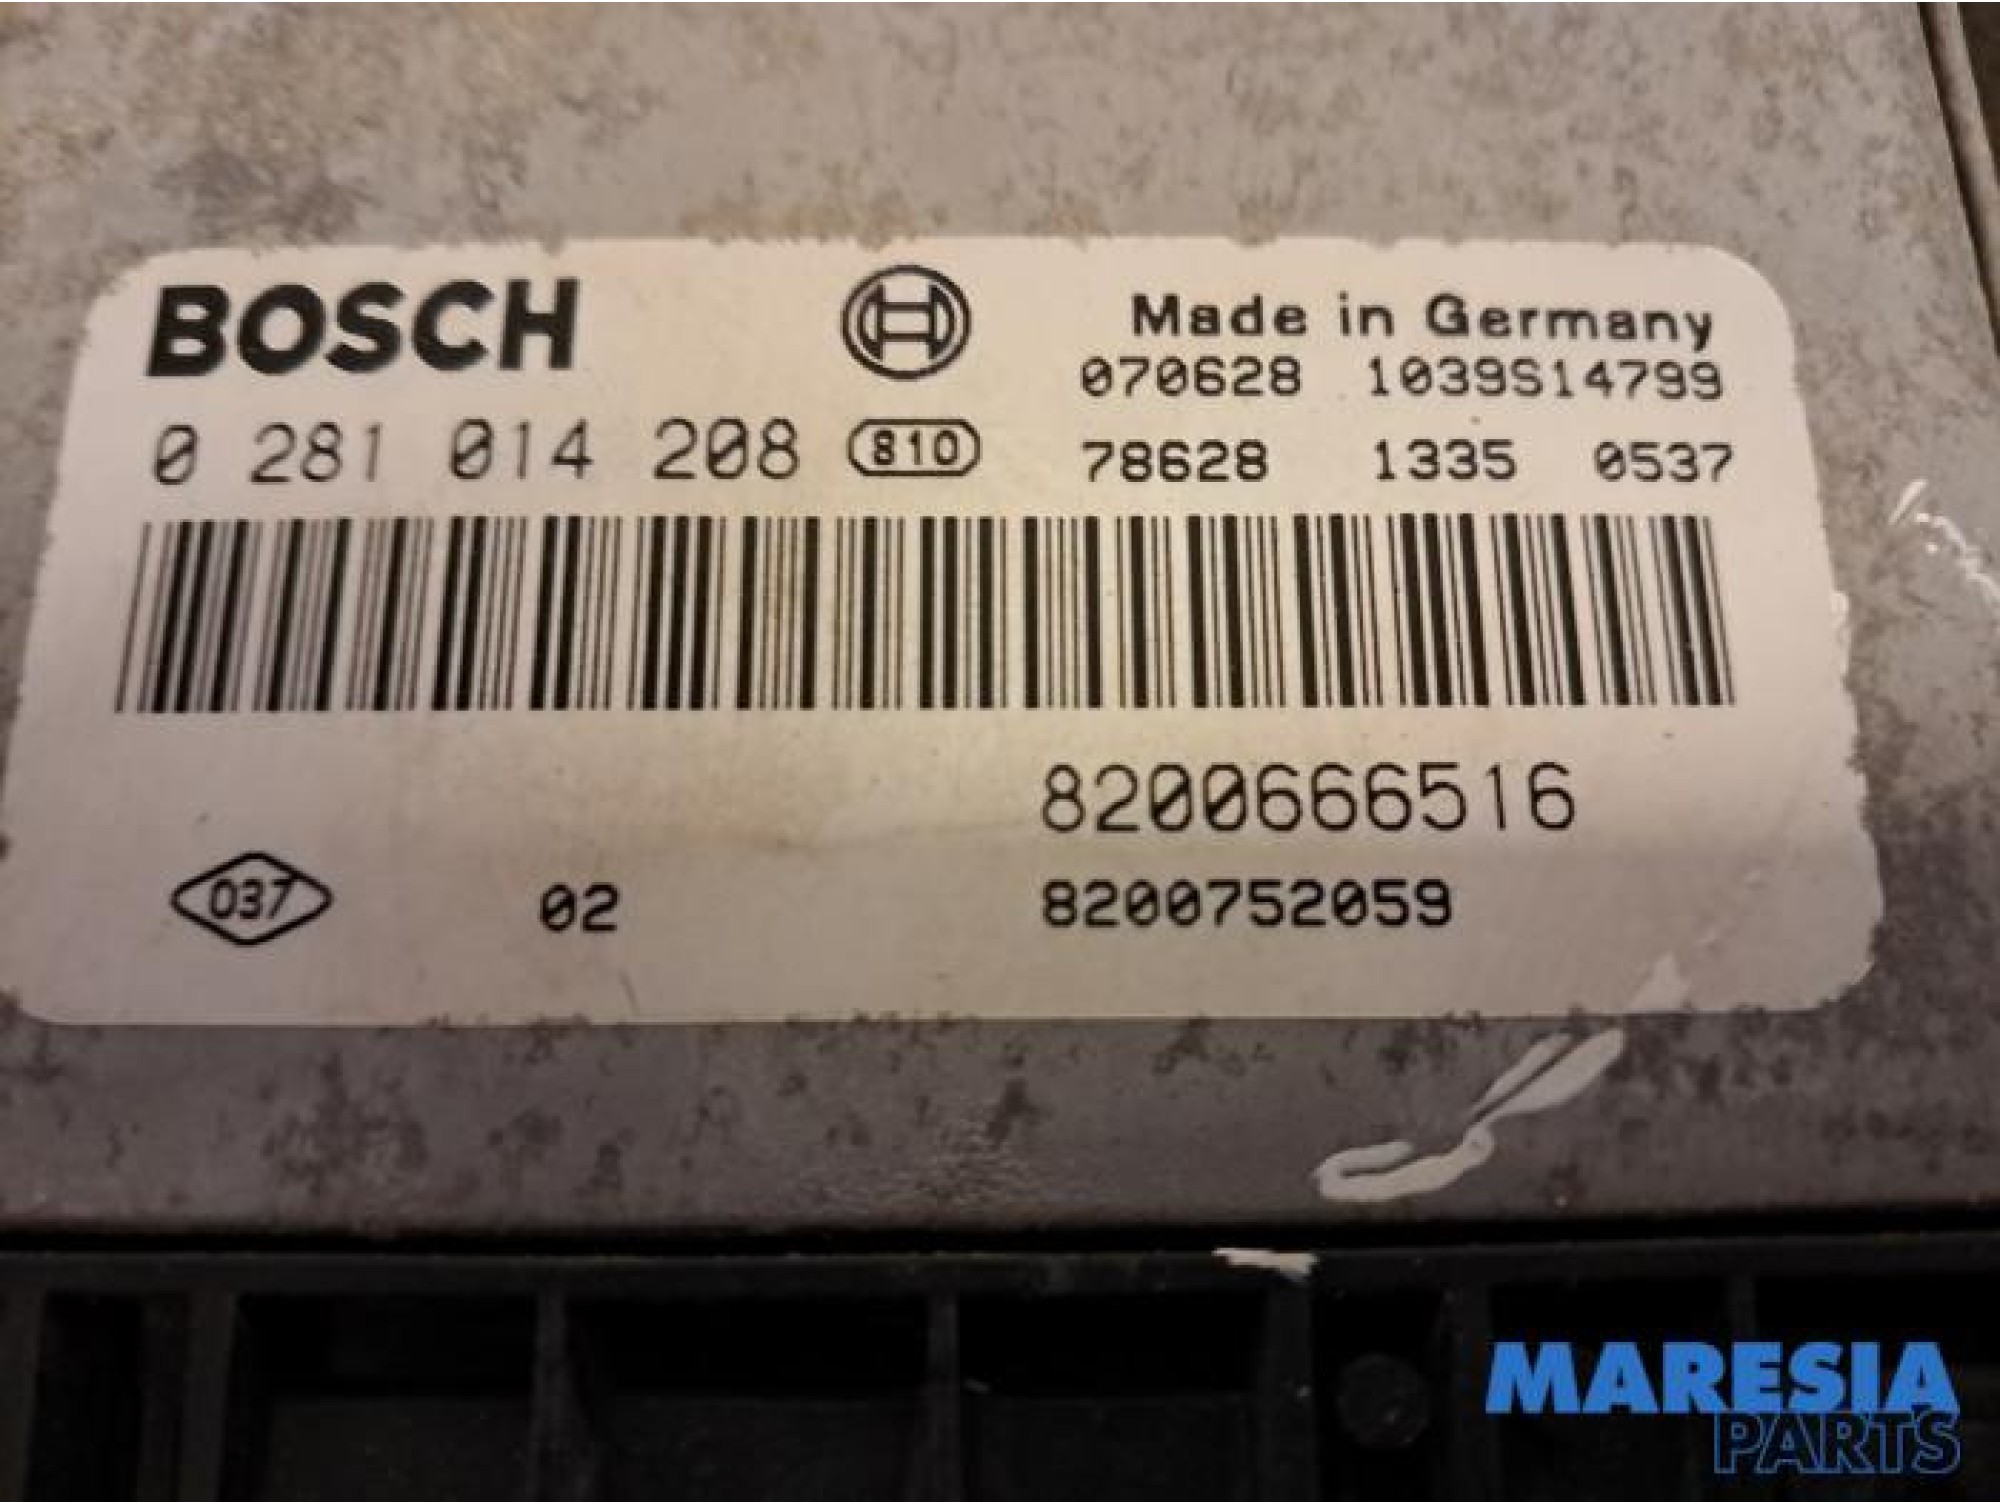 BOSCH
Made in Germany
070628 1039S14799
0 281 014 208 810 78628 1335 0537
8200666516
037 02 8200752059
MARESIA
PARTS